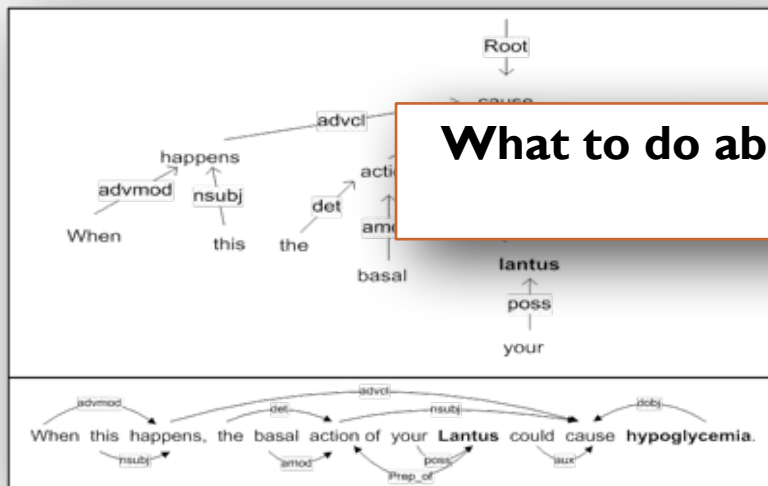 Root
cause
advcl
What to do ab
happens
advmod
nsubj
det
When
this
the
basal
lantus
poss
your
advcl
advmod
det
nsubj
dobj
When this happens, the basal action of your Lantus could cause hypoglycemia.
nsubj
amod
poss
aux
Prep_of